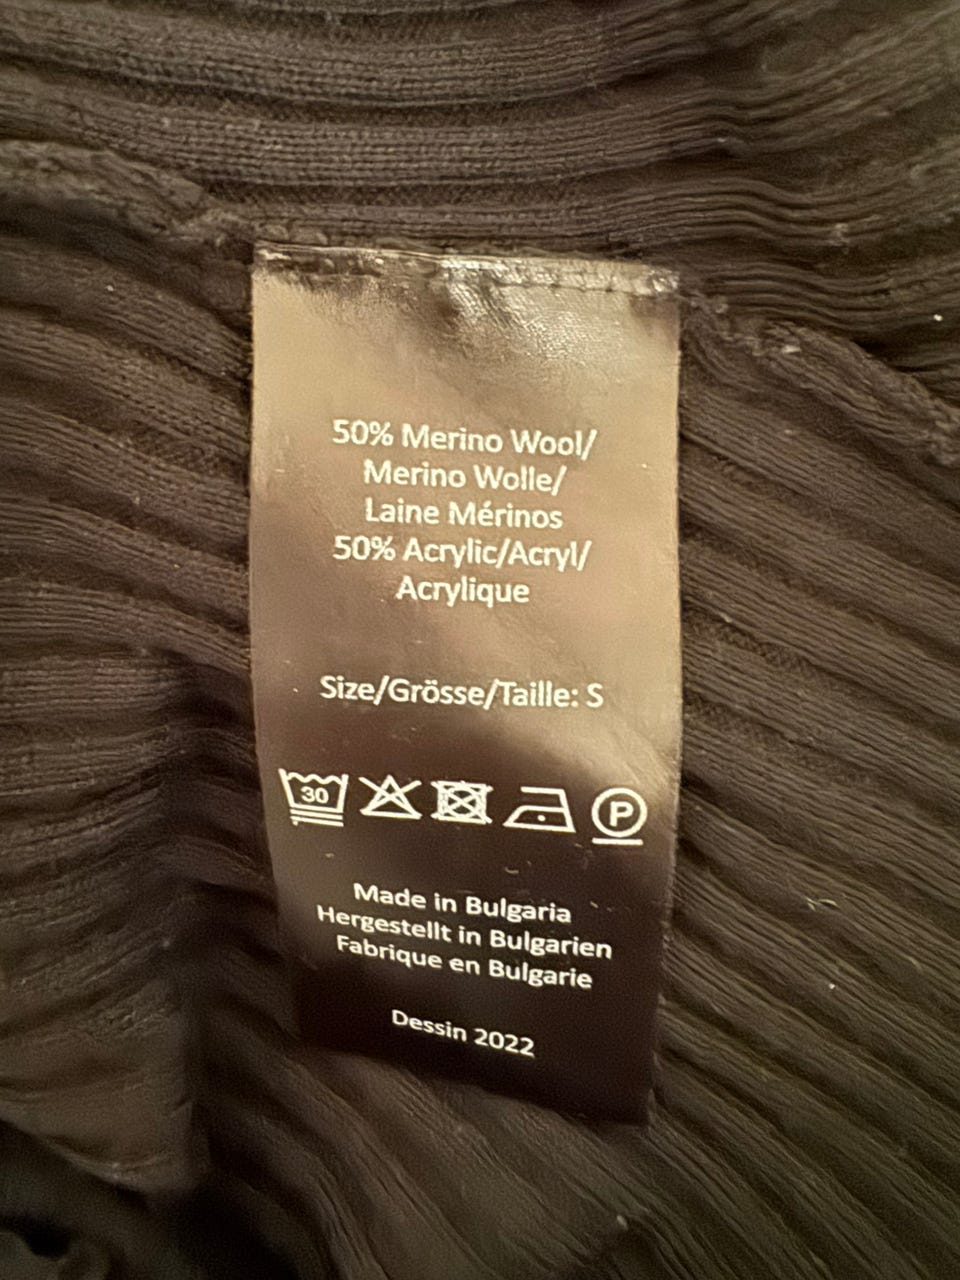 50% Merino Wool/
Merino Wolle/
Laine Mérinos
50% Acrylic/Acryl/
Acrylique
Size/Grösse/Taille: S
30 P
Made in Bulgaria
Hergestellt in Bulgarien
Fabrique en Bulgarie
Dessin 2022